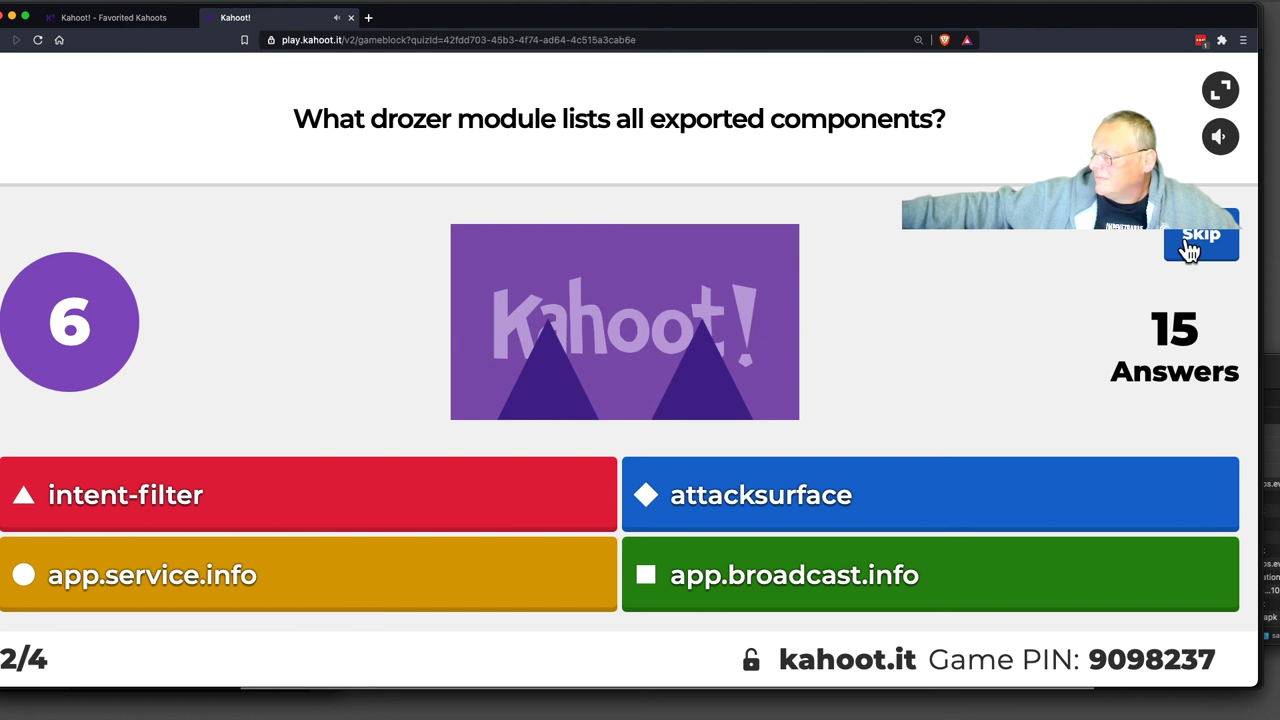 Kahoot! - Favorited Kahoots
Kahoot!
play.kahoot.it/v2/gameblock?quizId=42fdd703-45b3-4f74-ad64-4c515a3cab6e
What drozer module lists all exported components?
Skip
6
Kahoot!
15
Answers
intent-filter
attacksurface
app.service.info
app.broadcast.info
2/4
kahoot.it Game PIN: 9098237